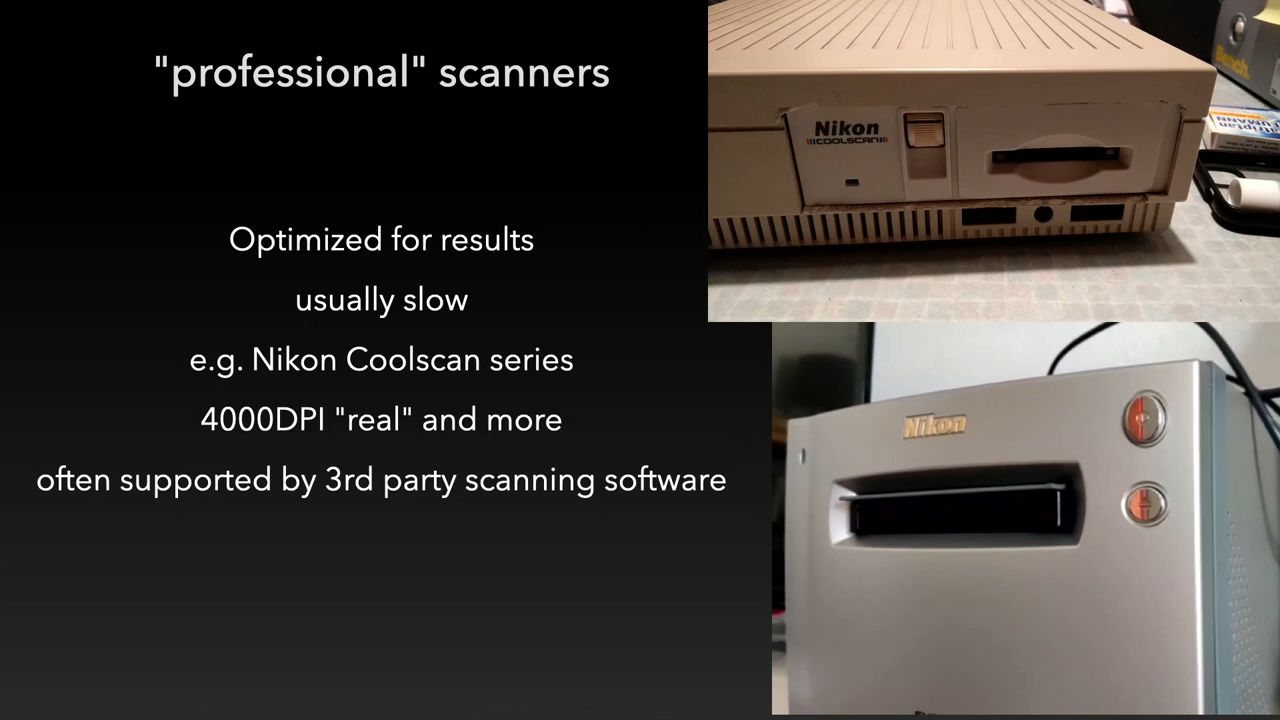 "professional" scanners
Optimized for results
usually slow
e.g. Nikon Coolscan series
4000DPI "real" and more
often supported by 3rd party scanning software
Nikon
COOLSCAN
Bench.
Nikon